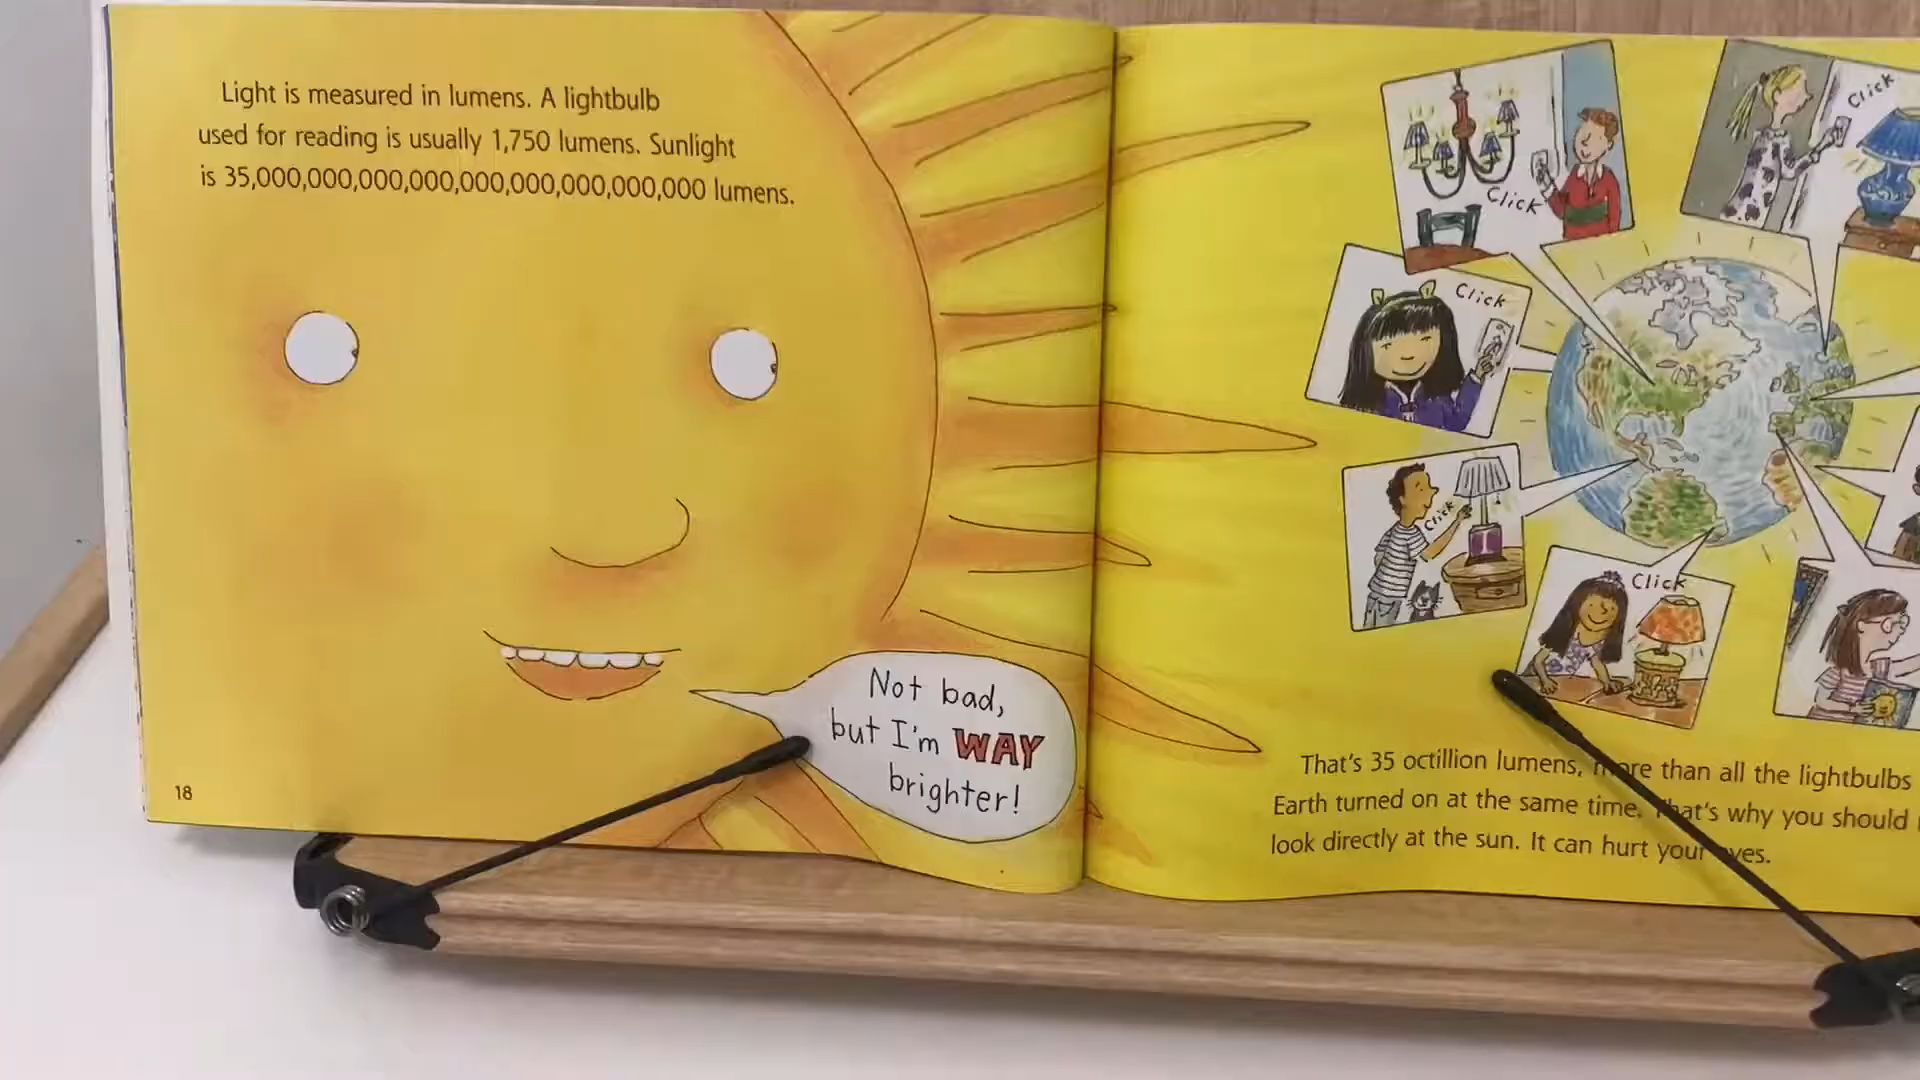 Light is measured in lumens. A lightbulb
used for reading is usually 1,750 lumens. Sunlight
is 35,000,000,000,000,000,000,000,000,000 lumens.
Not bad,
but I'm WAY
brighter!
18
Click
Click
Click
Click
Click
That's 35 octillion lumens, more than all the lightbulbs
Earth turned on at the same time. That's why you should
look directly at the sun. It can hurt your eyes.